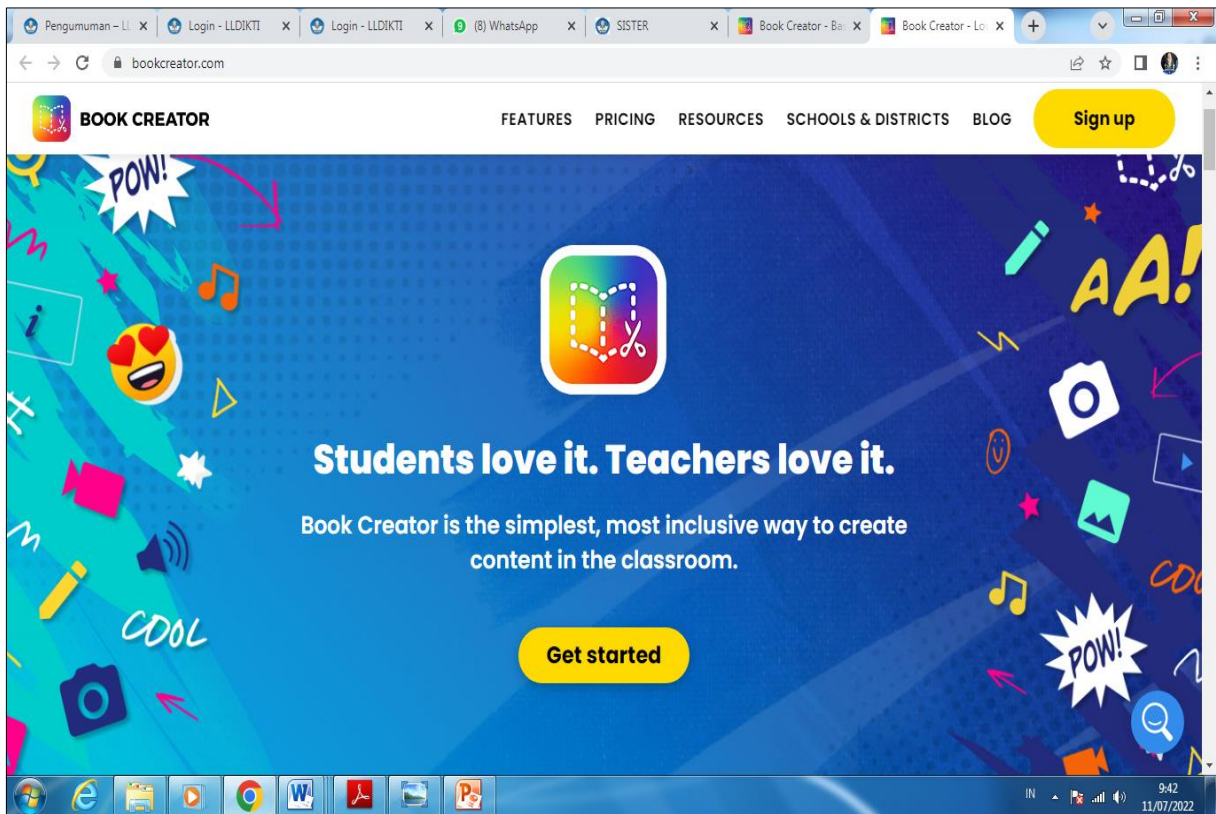 Pengumuman – LL
Login - LLDIKTI
Login - LLDIKTI
(8) WhatsApp
SISTER
Book Creator - Ba
Book Creator - Lo
bookcreator.com
BOOK CREATOR
FEATURES
PRICING
RESOURCES
SCHOOLS & DISTRICTS
BLOG
Sign up
POW!
AA!
i
Students love it. Teachers love it.
Book Creator is the simplest, most inclusive way to create
content in the classroom.
COOL
COO
Get started
POW!
IN
9:42
11/07/2022